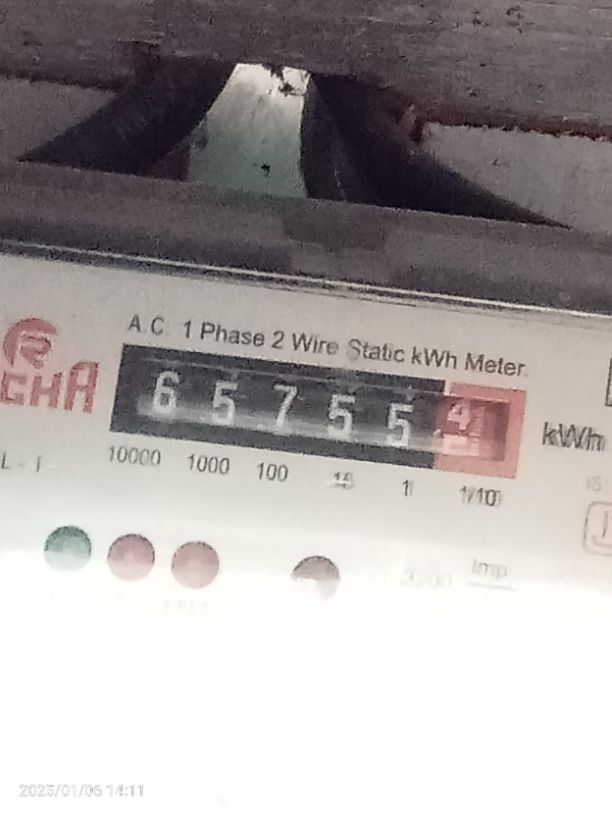 A.C. 1 Phase 2 Wire Static kWh Meter
R
GHA
6 5 7 5 5 4
kWh
L - T
10000 1000 100 10 1 1/10
3200 Imp
2025/01/06 14:11